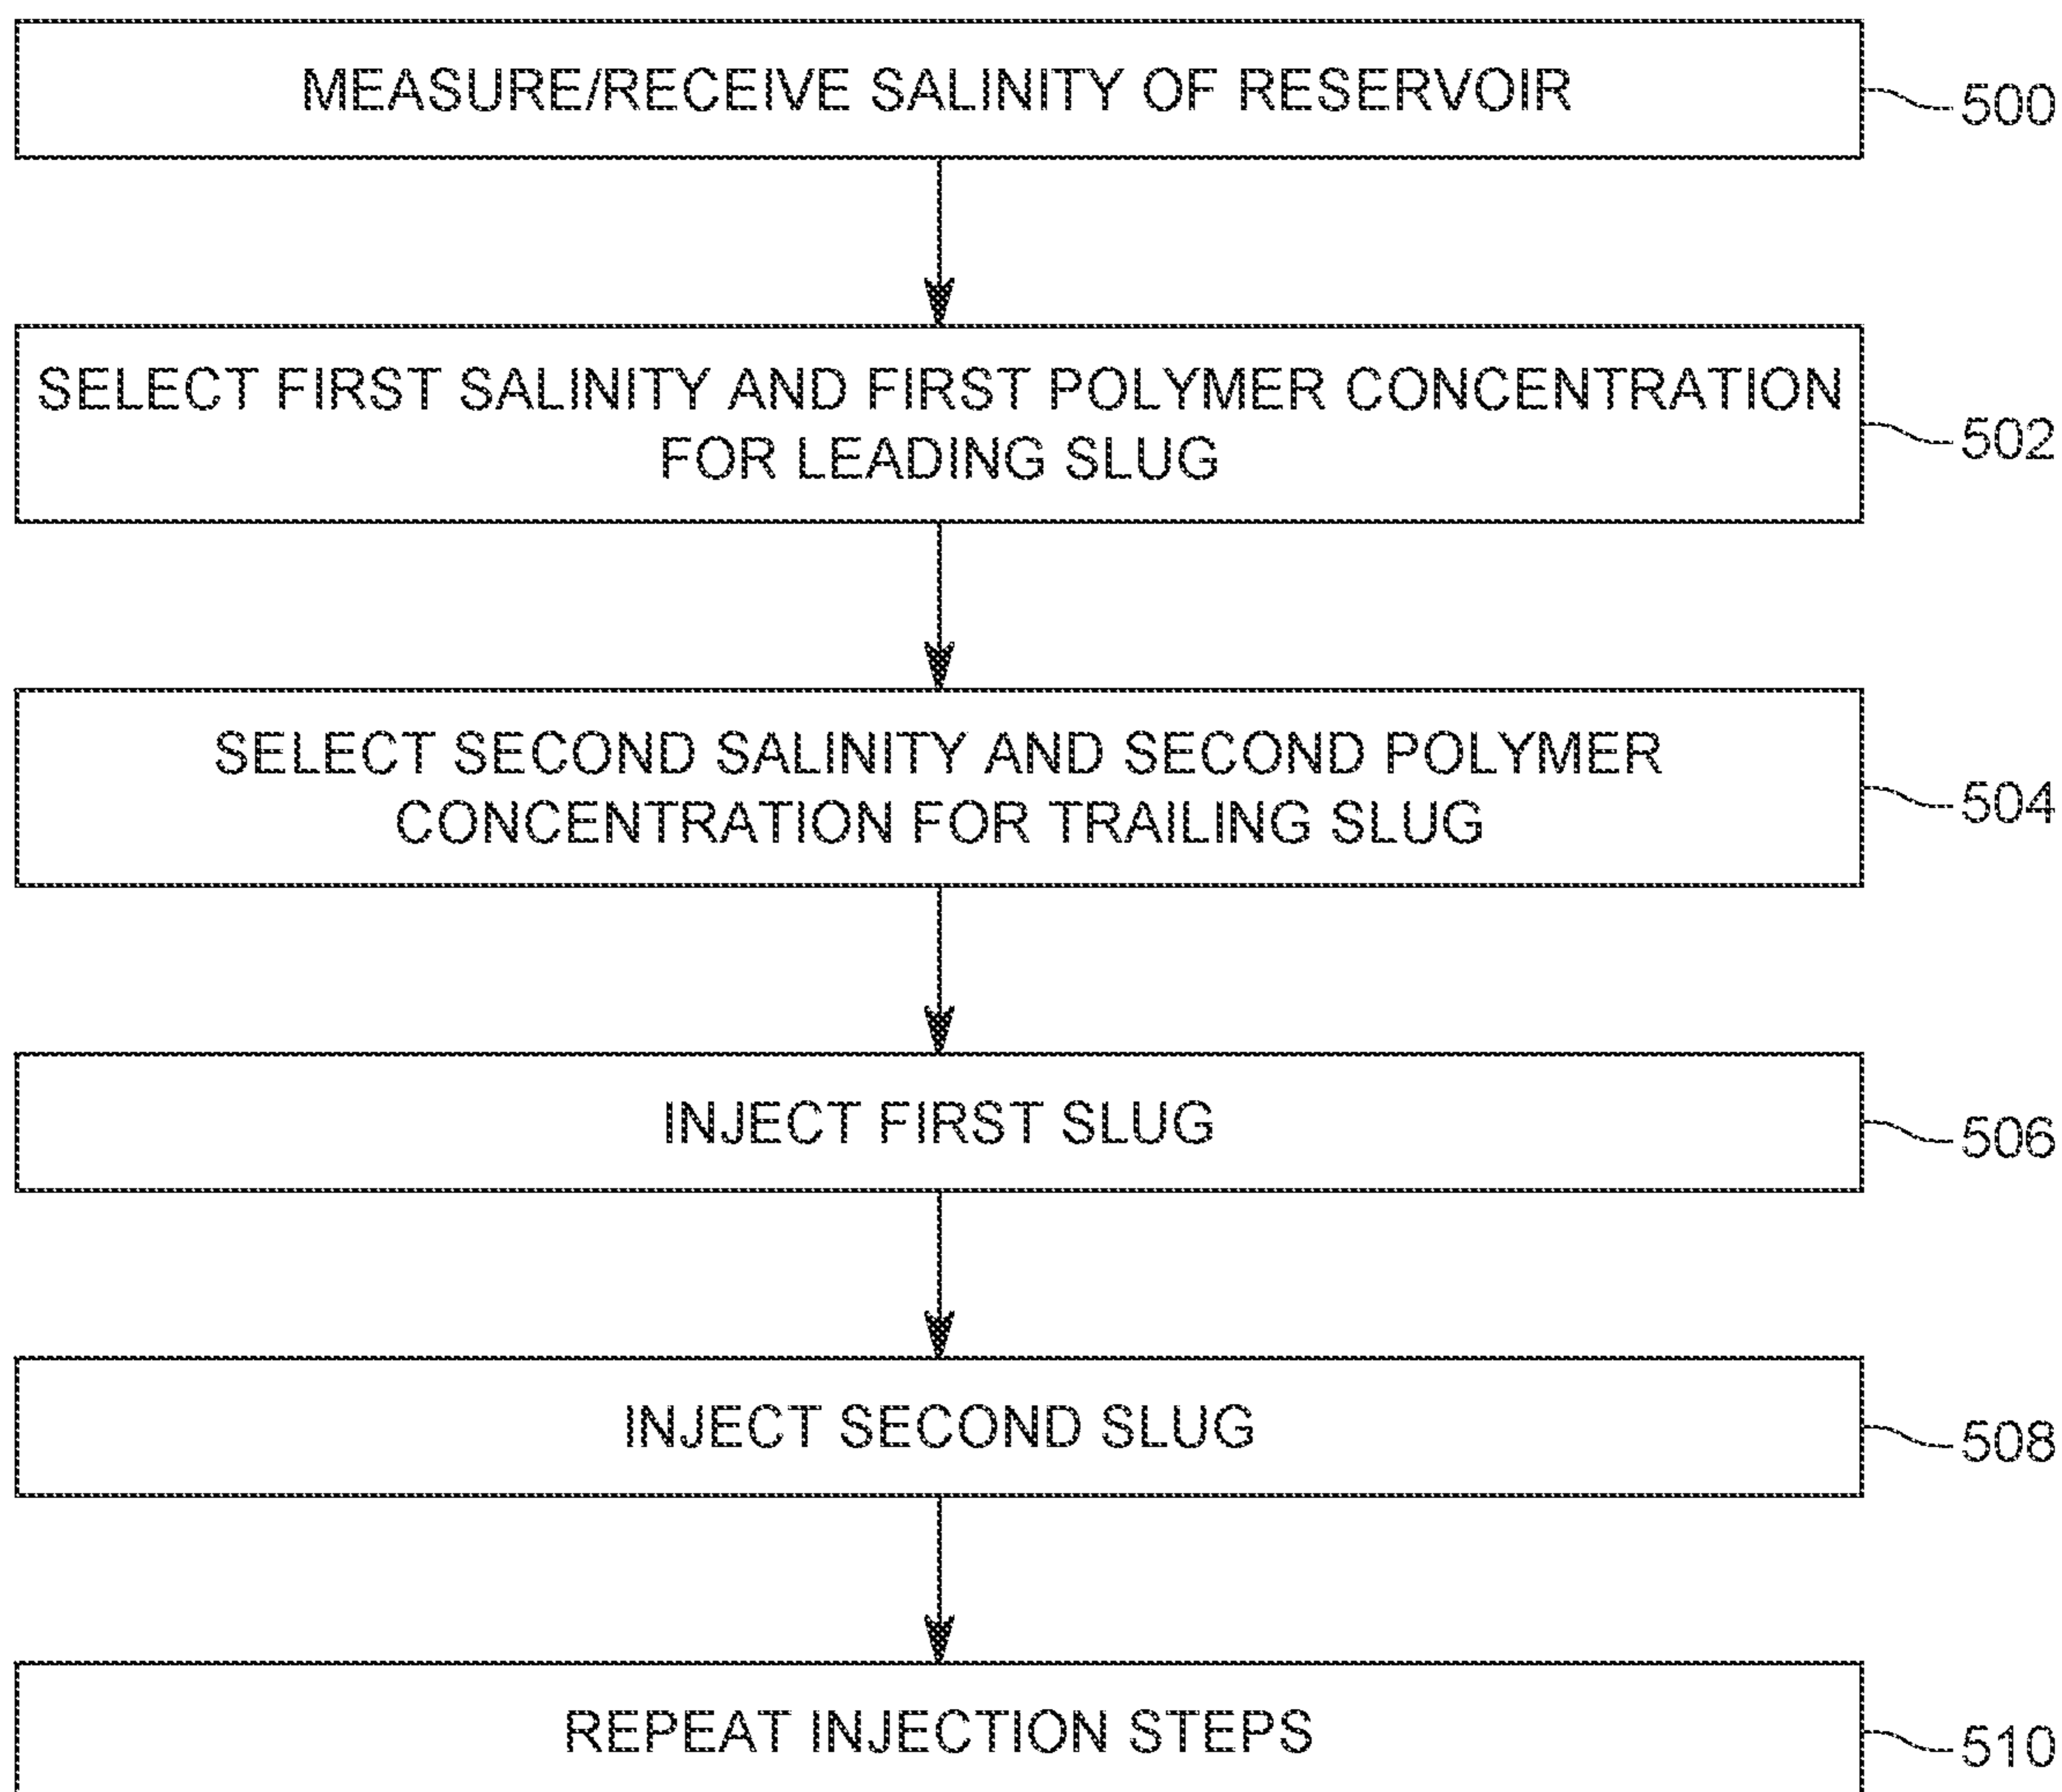 MEASURE/RECEIVE SALINITY OF RESERVOIR
500
SELECT FIRST SALINITY AND FIRST POLYMER CONCENTRATION
FOR LEADING SLUG
502
SELECT SECOND SALINITY AND SECOND POLYMER
CONCENTRATION FOR TRAILING SLUG
504
INJECT FIRST SLUG
506
INJECT SECOND SLUG
508
REPEAT INJECTION STEPS
510